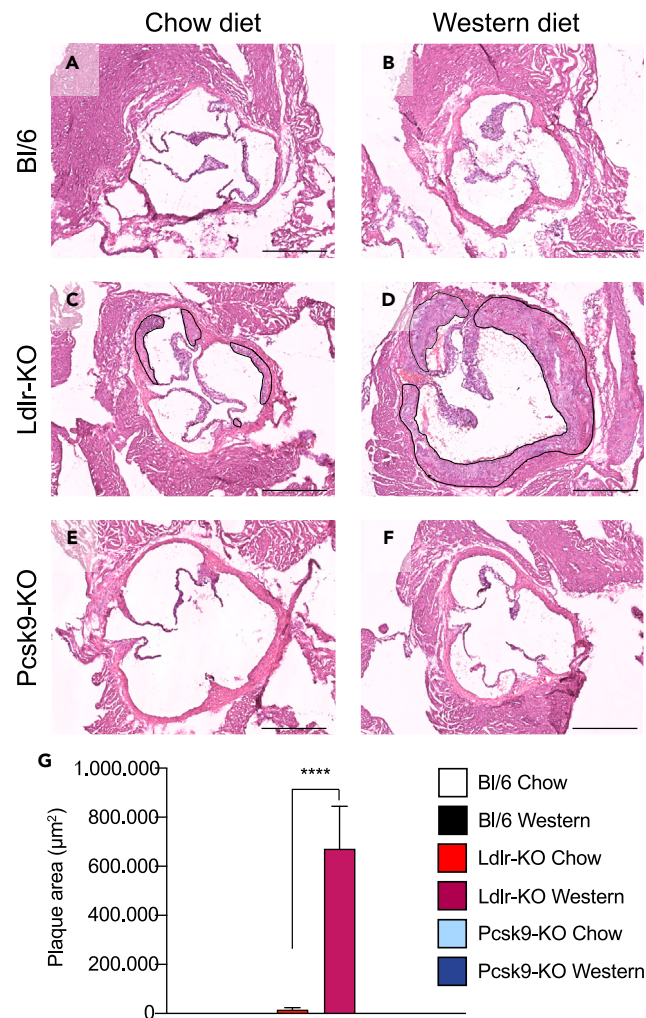 Chow diet
Western diet
Bl/6
A
B
Ldlr-KO
C
D
Pcsk9-KO
E
F
G
Plaque area (µm²)
1.000.000
800.000
600.000
400.000
200.000
0
****
Bl/6 Chow
Bl/6 Western
Ldlr-KO Chow
Ldlr-KO Western
Pcsk9-KO Chow
Pcsk9-KO Western